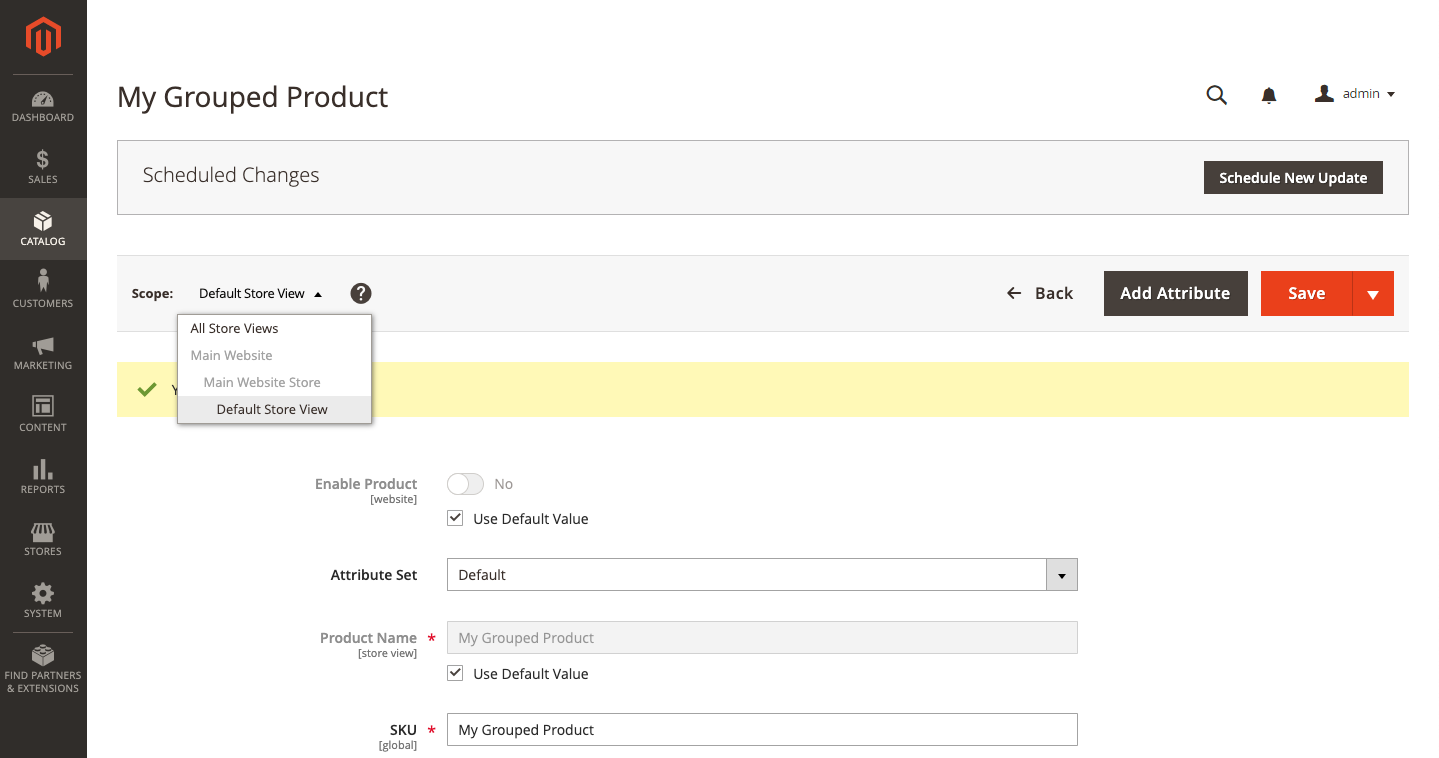 My Grouped Product
admin
DASHBOARD
SALES
CATALOG
CUSTOMERS
MARKETING
CONTENT
REPORTS
STORES
SYSTEM
FIND PARTNERS
& EXTENSIONS
Scheduled Changes
Schedule New Update
Scope: Default Store View
Back
Add Attribute
Save
All Store Views
Main Website
Main Website Store
Default Store View
Enable Product
[website]
No
Use Default Value
Attribute Set
Default
Product Name *
[store view]
My Grouped Product
Use Default Value
SKU *
[global]
My Grouped Product